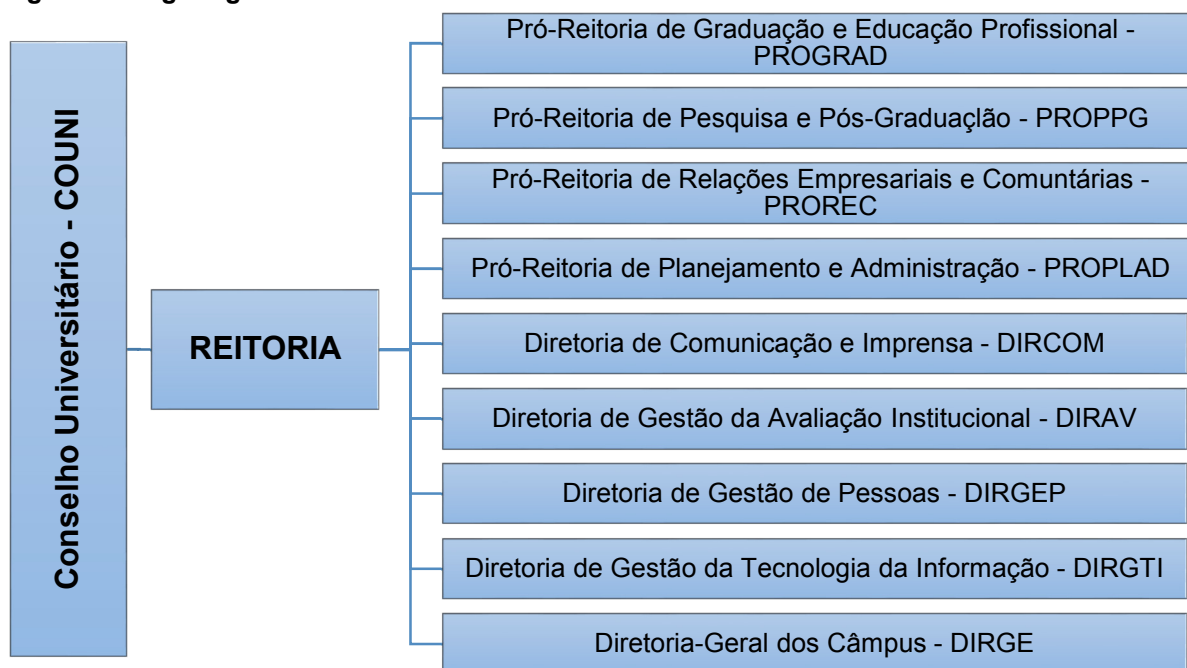 Conselho Universitário - COUNI
REITORIA
Pró-Reitoria de Graduação e Educação Profissional -
PROGRAD
Pró-Reitoria de Pesquisa e Pós-Graduaçlão - PROPPG
Pró-Reitoria de Relações Empresariais e Comuntárias -
PROREC
Pró-Reitoria de Planejamento e Administração - PROPLAD
Diretoria de Comunicação e Imprensa - DIRCOM
Diretoria de Gestão da Avaliação Institucional - DIRAV
Diretoria de Gestão de Pessoas - DIRGEP
Diretoria de Gestão da Tecnologia da Informação - DIRGTI
Diretoria-Geral dos Câmpus - DIRGE